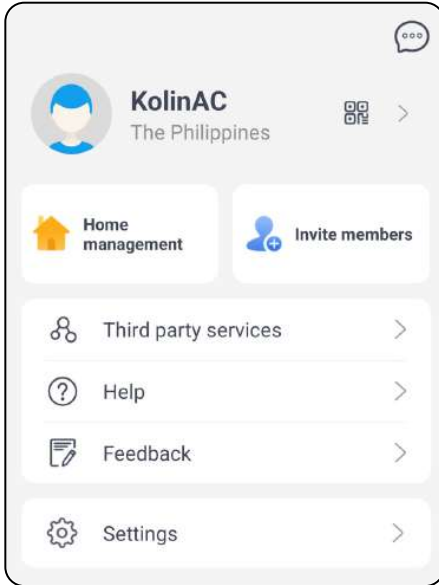 KolinAC
The Philippines
Home
management
Invite members
Third party services
Help
Feedback
Settings